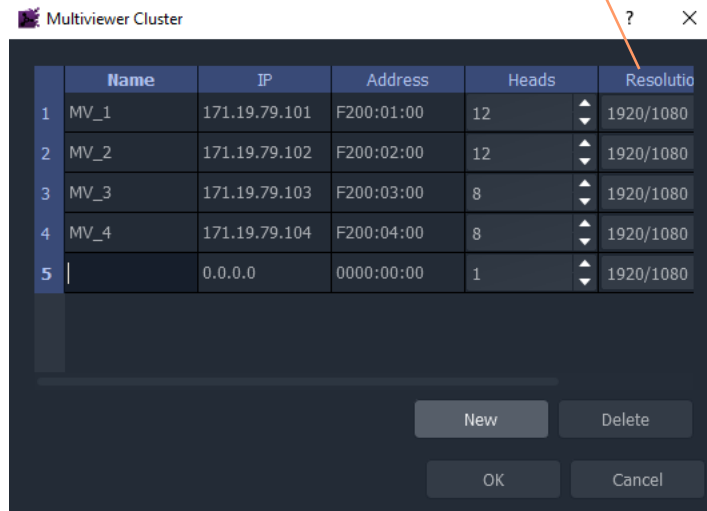 Multiviewer Cluster ? ×
Name IP Address Heads Resolutio
1 MV_1 171.19.79.101 F200:01:00 12 1920/1080
2 MV_2 171.19.79.102 F200:02:00 12 1920/1080
3 MV_3 171.19.79.103 F200:03:00 8 1920/1080
4 MV_4 171.19.79.104 F200:04:00 8 1920/1080
5 0.0.0.0 0000:00:00 1 1920/1080
New Delete
OK Cancel